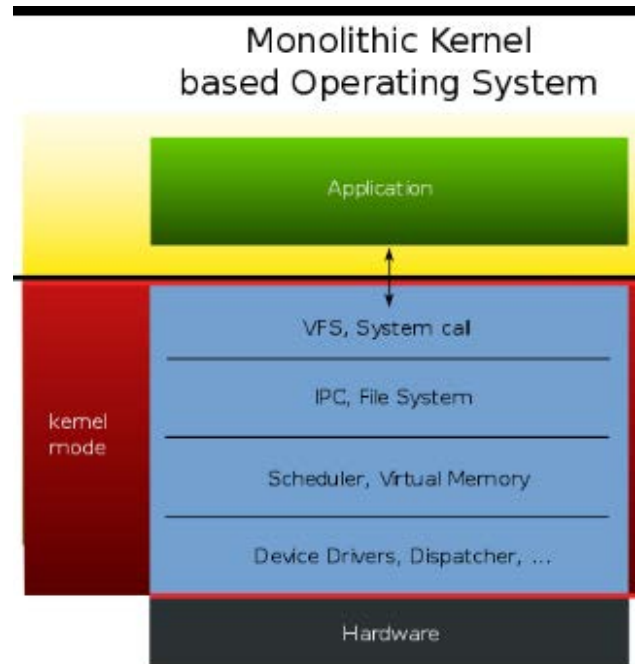 Monolithic Kernel
based Operating System
Application
VFS, System call
IPC, File System
kernel
mode
Scheduler, Virtual Memory
Device Drivers, Dispatcher, ...
Hardware